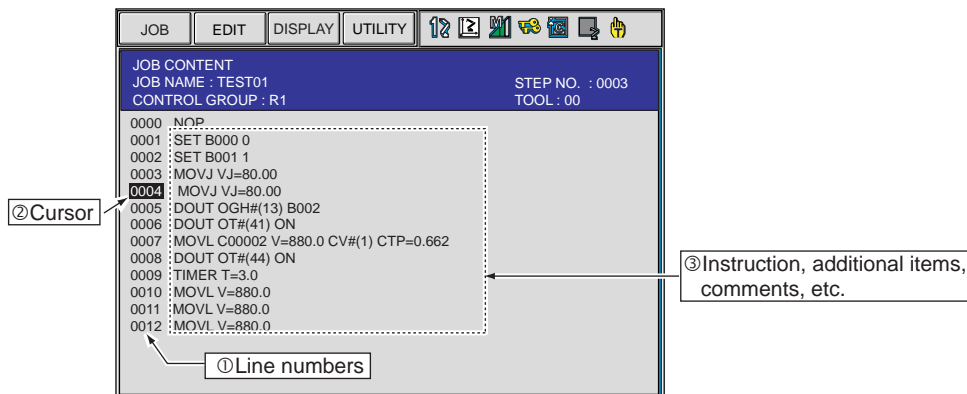 JOB EDIT DISPLAY UTILITY
JOB CONTENT
JOB NAME : TEST01 STEP NO. : 0003
CONTROL GROUP : R1 TOOL : 00
0000 NOP
0001 SET B000 0
0002 SET B001 1
0003 MOVJ VJ=80.00
0004 MOVJ VJ=80.00
0005 DOUT OGH#(13) B002
0006 DOUT OT#(41) ON
0007 MOVL C00002 V=880.0 CV#(1) CTP=0.662
0008 DOUT OT#(44) ON
0009 TIMER T=3.0
0010 MOVL V=880.0
0011 MOVL V=880.0
0012 MOVL V=880.0
②Cursor
③Instruction, additional items,
comments, etc.
①Line numbers